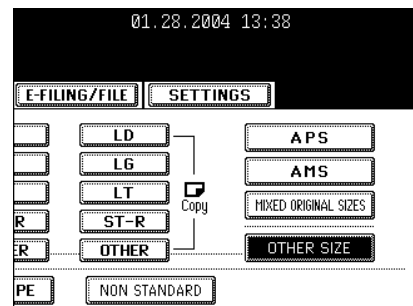 01.28.2004 13:38
E-FILING/FILE SETTINGS
LD APS
LG AMS
LT Copy MIXED ORIGINAL SIZES
R ST-R
ER OTHER OTHER SIZE
PE NON STANDARD